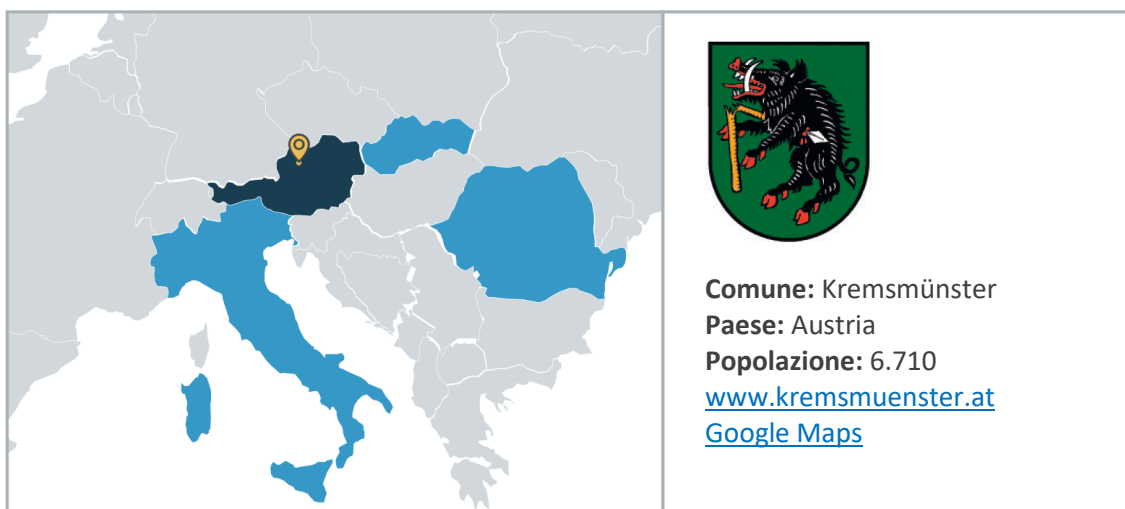 Comune: Kremsmünster
Paese: Austria
Popolazione: 6.710
www.kremsmuenster.at
Google Maps